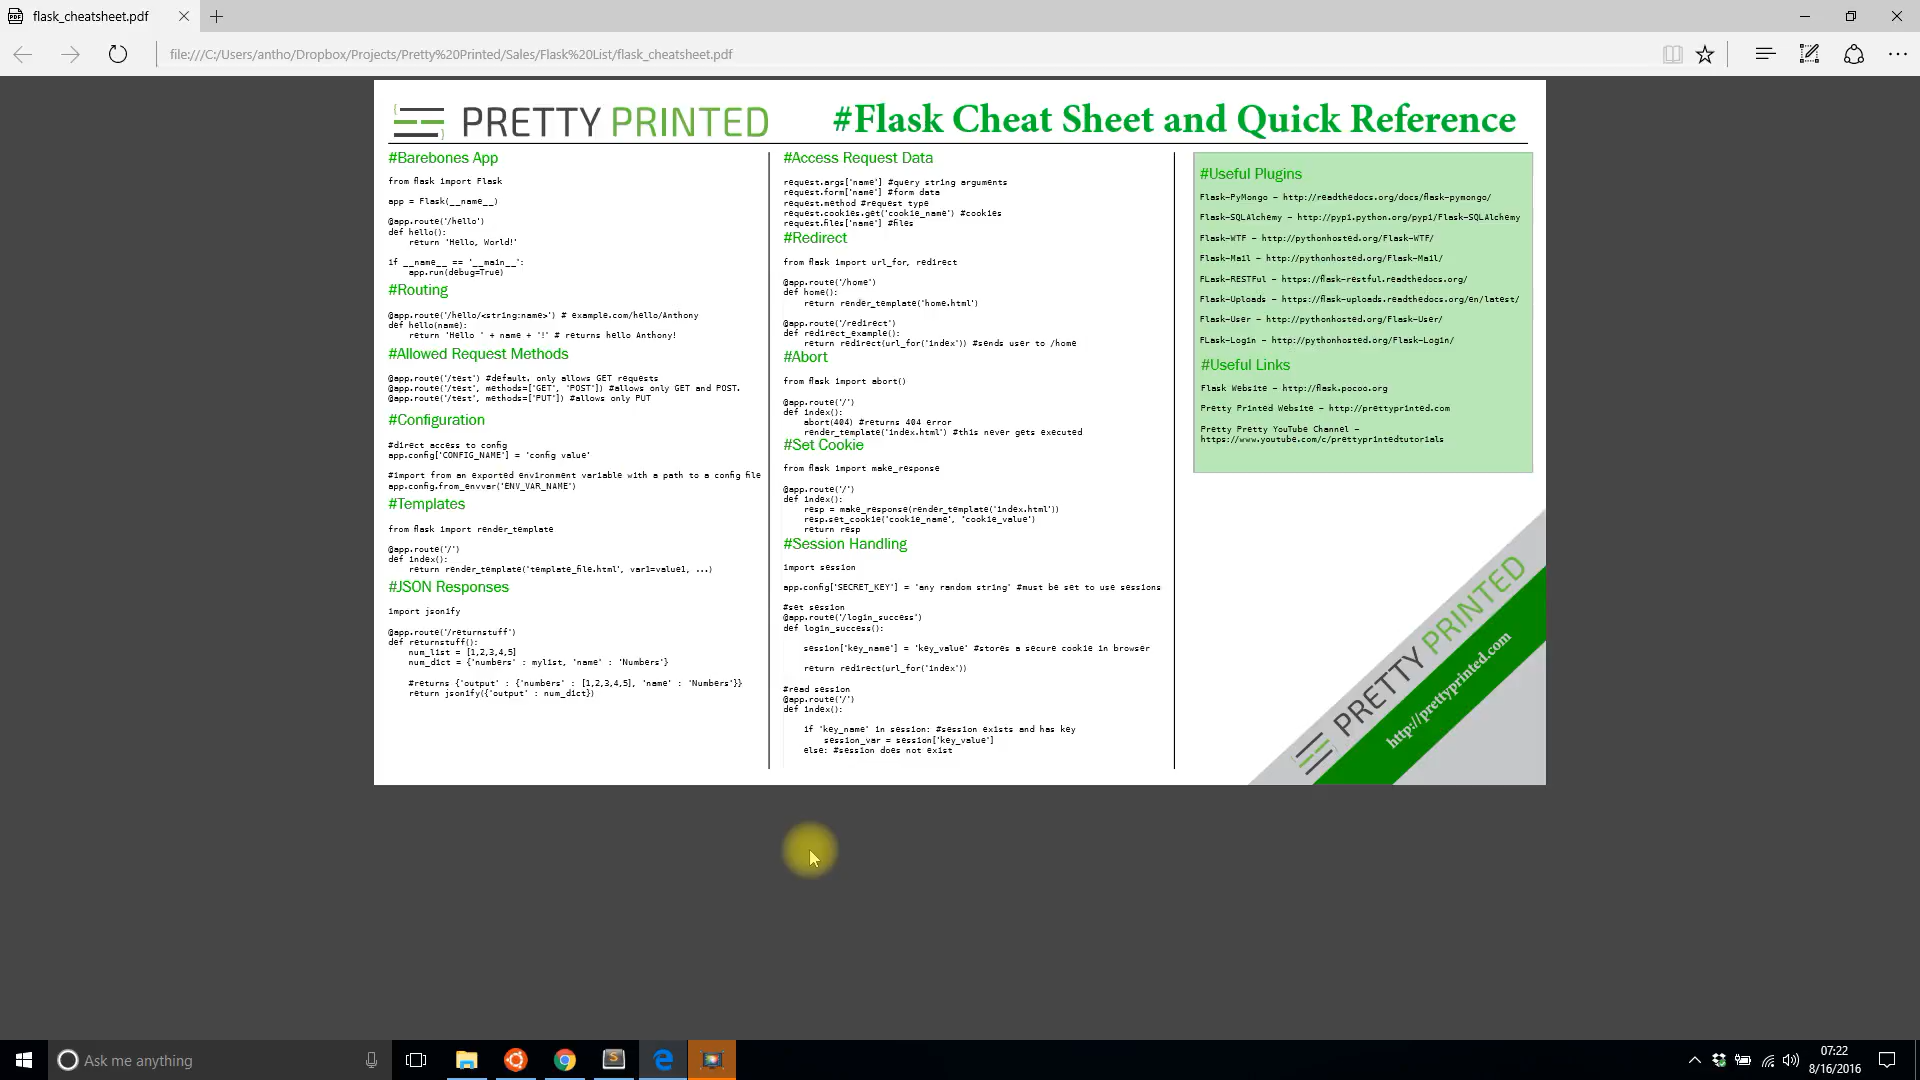 flask_cheatsheet.pdf
file:///C:/Users/antho/Dropbox/Projects/Pretty%20Printed/Sales/Flask%20List/flask_cheatsheet.pdf
PRETTY PRINTED
#Flask Cheat Sheet and Quick Reference
#Barebones App
from flask import Flask
app = Flask(__name__)
@app.route('/hello')
def hello():
return 'Hello, World!'
if __name__ == '__main__':
app.run(debug=True)
#Routing
@app.route('/hello/<string:name>') # example.com/hello/Anthony
def hello(name):
return 'Hello ' + name + '!' # returns hello Anthony!
#Allowed Request Methods
@app.route('/test') #default. only allows GET requests
@app.route('/test', methods=['GET', 'POST']) #allows only GET and POST.
@app.route('/test', methods=['PUT']) #allows only PUT
#Configuration
#direct access to config
app.config['CONFIG_NAME'] = 'config value'
#import from an exported environment variable with a path to a config file
app.config.from_envvar('ENV_VAR_NAME')
#Templates
from flask import render_template
@app.route('/')
def index():
return render_template('template_file.html', var1=value1, ...)
#JSON Responses
import jsonify
@app.route('/returnstuff')
def returnstuff():
num_list = [1,2,3,4,5]
num_dict = {'numbers' : mylist, 'name' : 'Numbers'}
#returns {'output' : {'numbers' : [1,2,3,4,5], 'name' : 'Numbers'}}
return jsonify({'output' : num_dict})
#Access Request Data
request.args['name'] #query string arguments
request.form['name'] #form data
request.method #request type
request.cookies.get('cookie_name') #cookies
request.files['name'] #files
#Redirect
from flask import url_for, redirect
@app.route('/home')
def home():
return render_template('home.html')
@app.route('/redirect')
def redirect_example():
return redirect(url_for('index')) #sends user to /home
#Abort
from flask import abort()
@app.route('/')
def index():
abort(404) #returns 404 error
render_template('index.html') #this never gets executed
#Set Cookie
from flask import make_response
@app.route('/')
def index():
resp = make_response(render_template('index.html'))
resp.set_cookie('cookie_name', 'cookie_value')
return resp
#Session Handling
import session
app.config['SECRET_KEY'] = 'any random string' #must be set to use sessions
#set session
@app.route('/login_success')
def login_success():
session['key_name'] = 'key_value' #stores a secure cookie in browser
return redirect(url_for('index'))
#read session
@app.route('/')
def index():
if 'key_name' in session: #session exists and has key
session_var = session['key_value']
else: #session does not exist
#Useful Plugins
Flask-PyMongo - http://readthedocs.org/docs/flask-pymongo/
Flask-SQLAlchemy - http://pypi.python.org/pypi/Flask-SQLAlchemy
Flask-WTF - http://pythonhosted.org/Flask-WTF/
Flask-Mail - http://pythonhosted.org/Flask-Mail/
FLask-RESTFul - https://flask-restful.readthedocs.org/
Flask-Uploads - https://flask-uploads.readthedocs.org/en/latest/
Flask-User - http://pythonhosted.org/Flask-User/
FLask-Login - http://pythonhosted.org/Flask-Login/
#Useful Links
Flask Website - http://flask.pocoo.org
Pretty Printed Website - http://prettyprinted.com
Pretty Pretty YouTube Channel -
https://www.youtube.com/c/prettyprintedtutorials
PRETTY PRINTED
http://prettyprinted.com
Ask me anything
07:22
8/16/2016